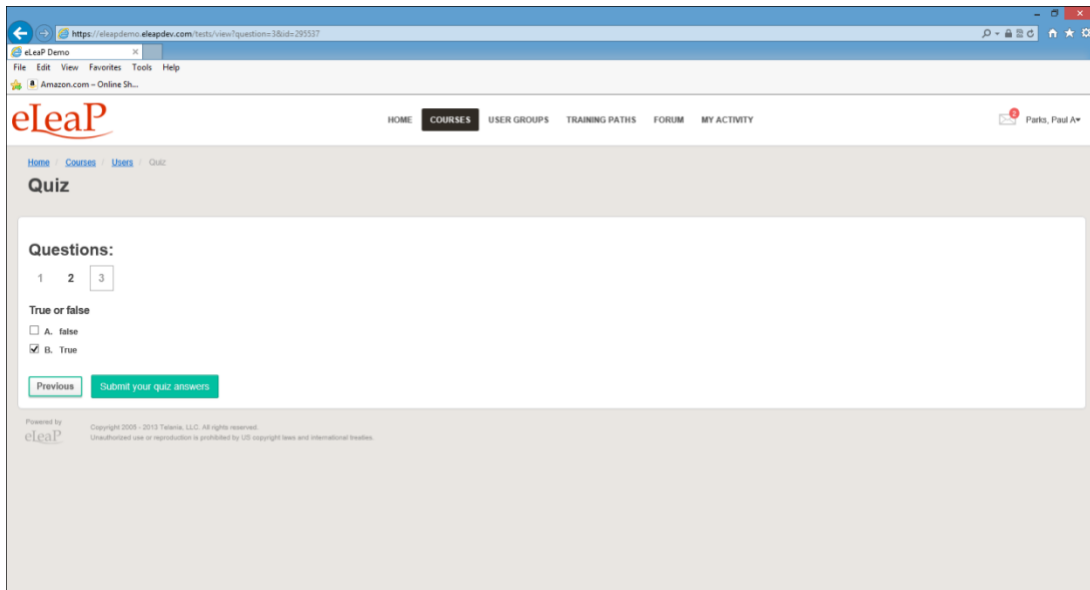 https://eleapdemo.eleapdev.com/tests/view?question=3&id=295537
eLeaP Demo
File Edit View Favorites Tools Help
Amazon.com – Online Sh...
eLeaP
HOME COURSES USER GROUPS TRAINING PATHS FORUM MY ACTIVITY
2
Parks, Paul A
Home / Courses / Users / Quiz
Quiz
Questions:
1 2 3
True or false
A. false
B. True
Previous Submit your quiz answers
Powered by
eLeaP
Copyright 2005 - 2013 Telania, LLC. All rights reserved.
Unauthorized use or reproduction is prohibited by US copyright laws and international treaties.